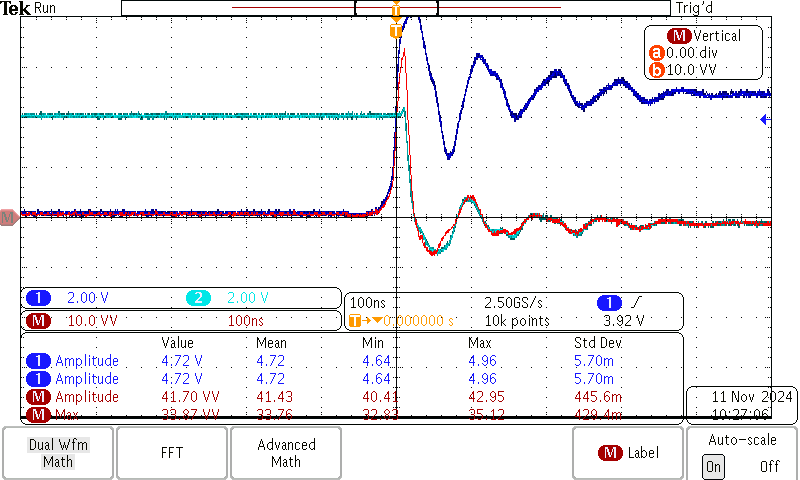 Tek Run Trig'd
T
T
M Vertical
a 0.00 div
b 10.0 VV
M
1 2.00 V 2 2.00 V
M 10.0 VV 100ns
100ns 2.50GS/s 1
T 0.000000 s 10k points 3.92 V
Value Mean Min Max Std Dev
1 Amplitude 4.72 V 4.72 4.64 4.96 5.70m
1 Amplitude 4.72 V 4.72 4.64 4.96 5.70m
M Amplitude 41.70 VV 41.43 40.41 42.95 445.6m
M Max 33.87 VV 33.76 32.83 35.12 429.4m
11 Nov 2024
10:27:06
Dual Wfm
Math
FFT
Advanced
Math
M Label
Auto-scale
On Off